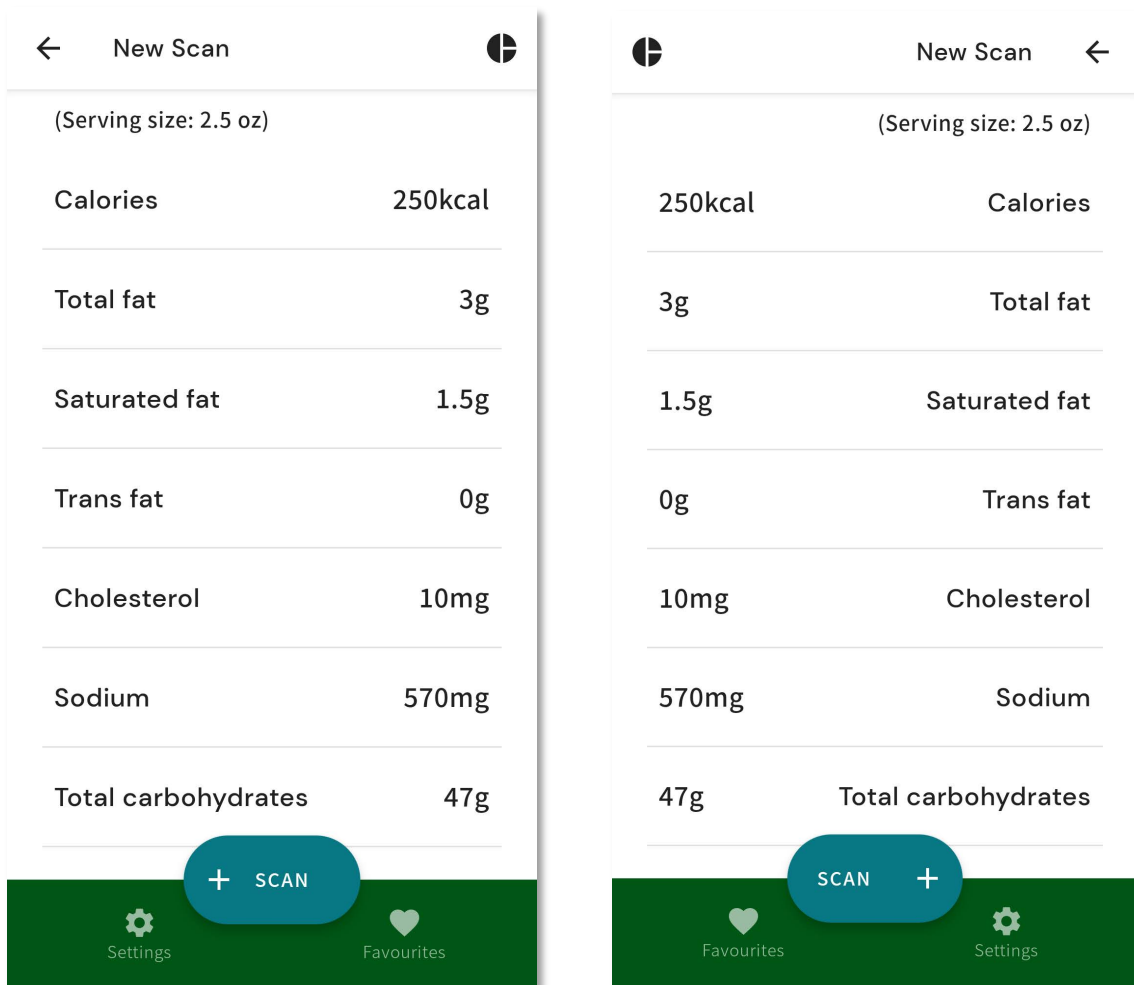 New Scan
(Serving size: 2.5 oz)
Calories 250kcal
Total fat 3g
Saturated fat 1.5g
Trans fat 0g
Cholesterol 10mg
Sodium 570mg
Total carbohydrates 47g
+ SCAN
Settings Favourites
New Scan
(Serving size: 2.5 oz)
250kcal Calories
3g Total fat
1.5g Saturated fat
0g Trans fat
10mg Cholesterol
570mg Sodium
47g Total carbohydrates
SCAN +
Favourites Settings